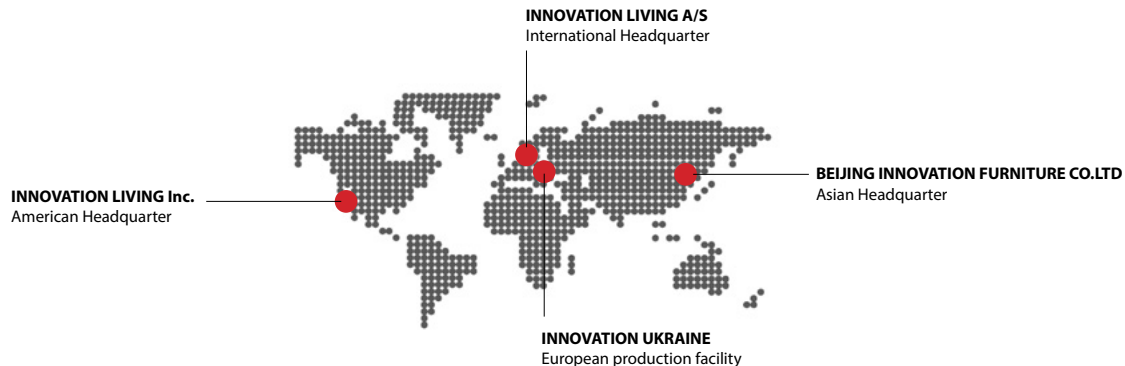 INNOVATION LIVING A/S
International Headquarter
INNOVATION LIVING Inc.
American Headquarter
BEIJING INNOVATION FURNITURE CO.LTD
Asian Headquarter
INNOVATION UKRAINE
European production facility